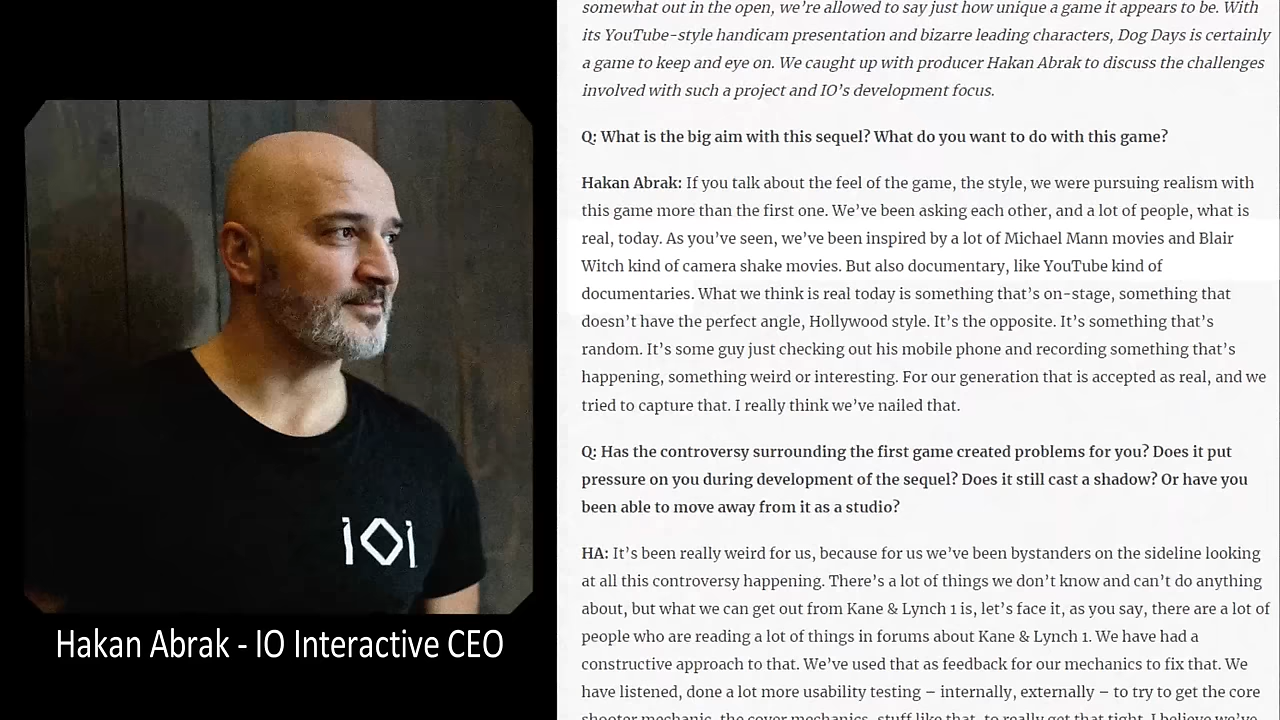 IOI
Hakan Abrak - IO Interactive CEO
somewhat out in the open, we’re allowed to say just how unique a game it appears to be. With
its YouTube-style handicam presentation and bizarre leading characters, Dog Days is certainly
a game to keep and eye on. We caught up with producer Hakan Abrak to discuss the challenges
involved with such a project and IO’s development focus.
Q: What is the big aim with this sequel? What do you want to do with this game?
Hakan Abrak: If you talk about the feel of the game, the style, we were pursuing realism with
this game more than the first one. We’ve been asking each other, and a lot of people, what is
real, today. As you’ve seen, we’ve been inspired by a lot of Michael Mann movies and Blair
Witch kind of camera shake movies. But also documentary, like YouTube kind of
documentaries. What we think is real today is something that’s on-stage, something that
doesn’t have the perfect angle, Hollywood style. It’s the opposite. It’s something that’s
random. It’s some guy just checking out his mobile phone and recording something that’s
happening, something weird or interesting. For our generation that is accepted as real, and we
tried to capture that. I really think we’ve nailed that.
Q: Has the controversy surrounding the first game created problems for you? Does it put
pressure on you during development of the sequel? Does it still cast a shadow? Or have you
been able to move away from it as a studio?
HA: It’s been really weird for us, because for us we’ve been bystanders on the sideline looking
at all this controversy happening. There’s a lot of things we don’t know and can’t do anything
about, but what we can get out from Kane & Lynch 1 is, let’s face it, as you say, there are a lot of
people who are reading a lot of things in forums about Kane & Lynch 1. We have had a
constructive approach to that. We’ve used that as feedback for our mechanics to fix that. We
have listened, done a lot more usability testing – internally, externally – to try to get the core
shooter mechanic, the cover mechanics, stuff like that, to really get that tight. I believe we’ve